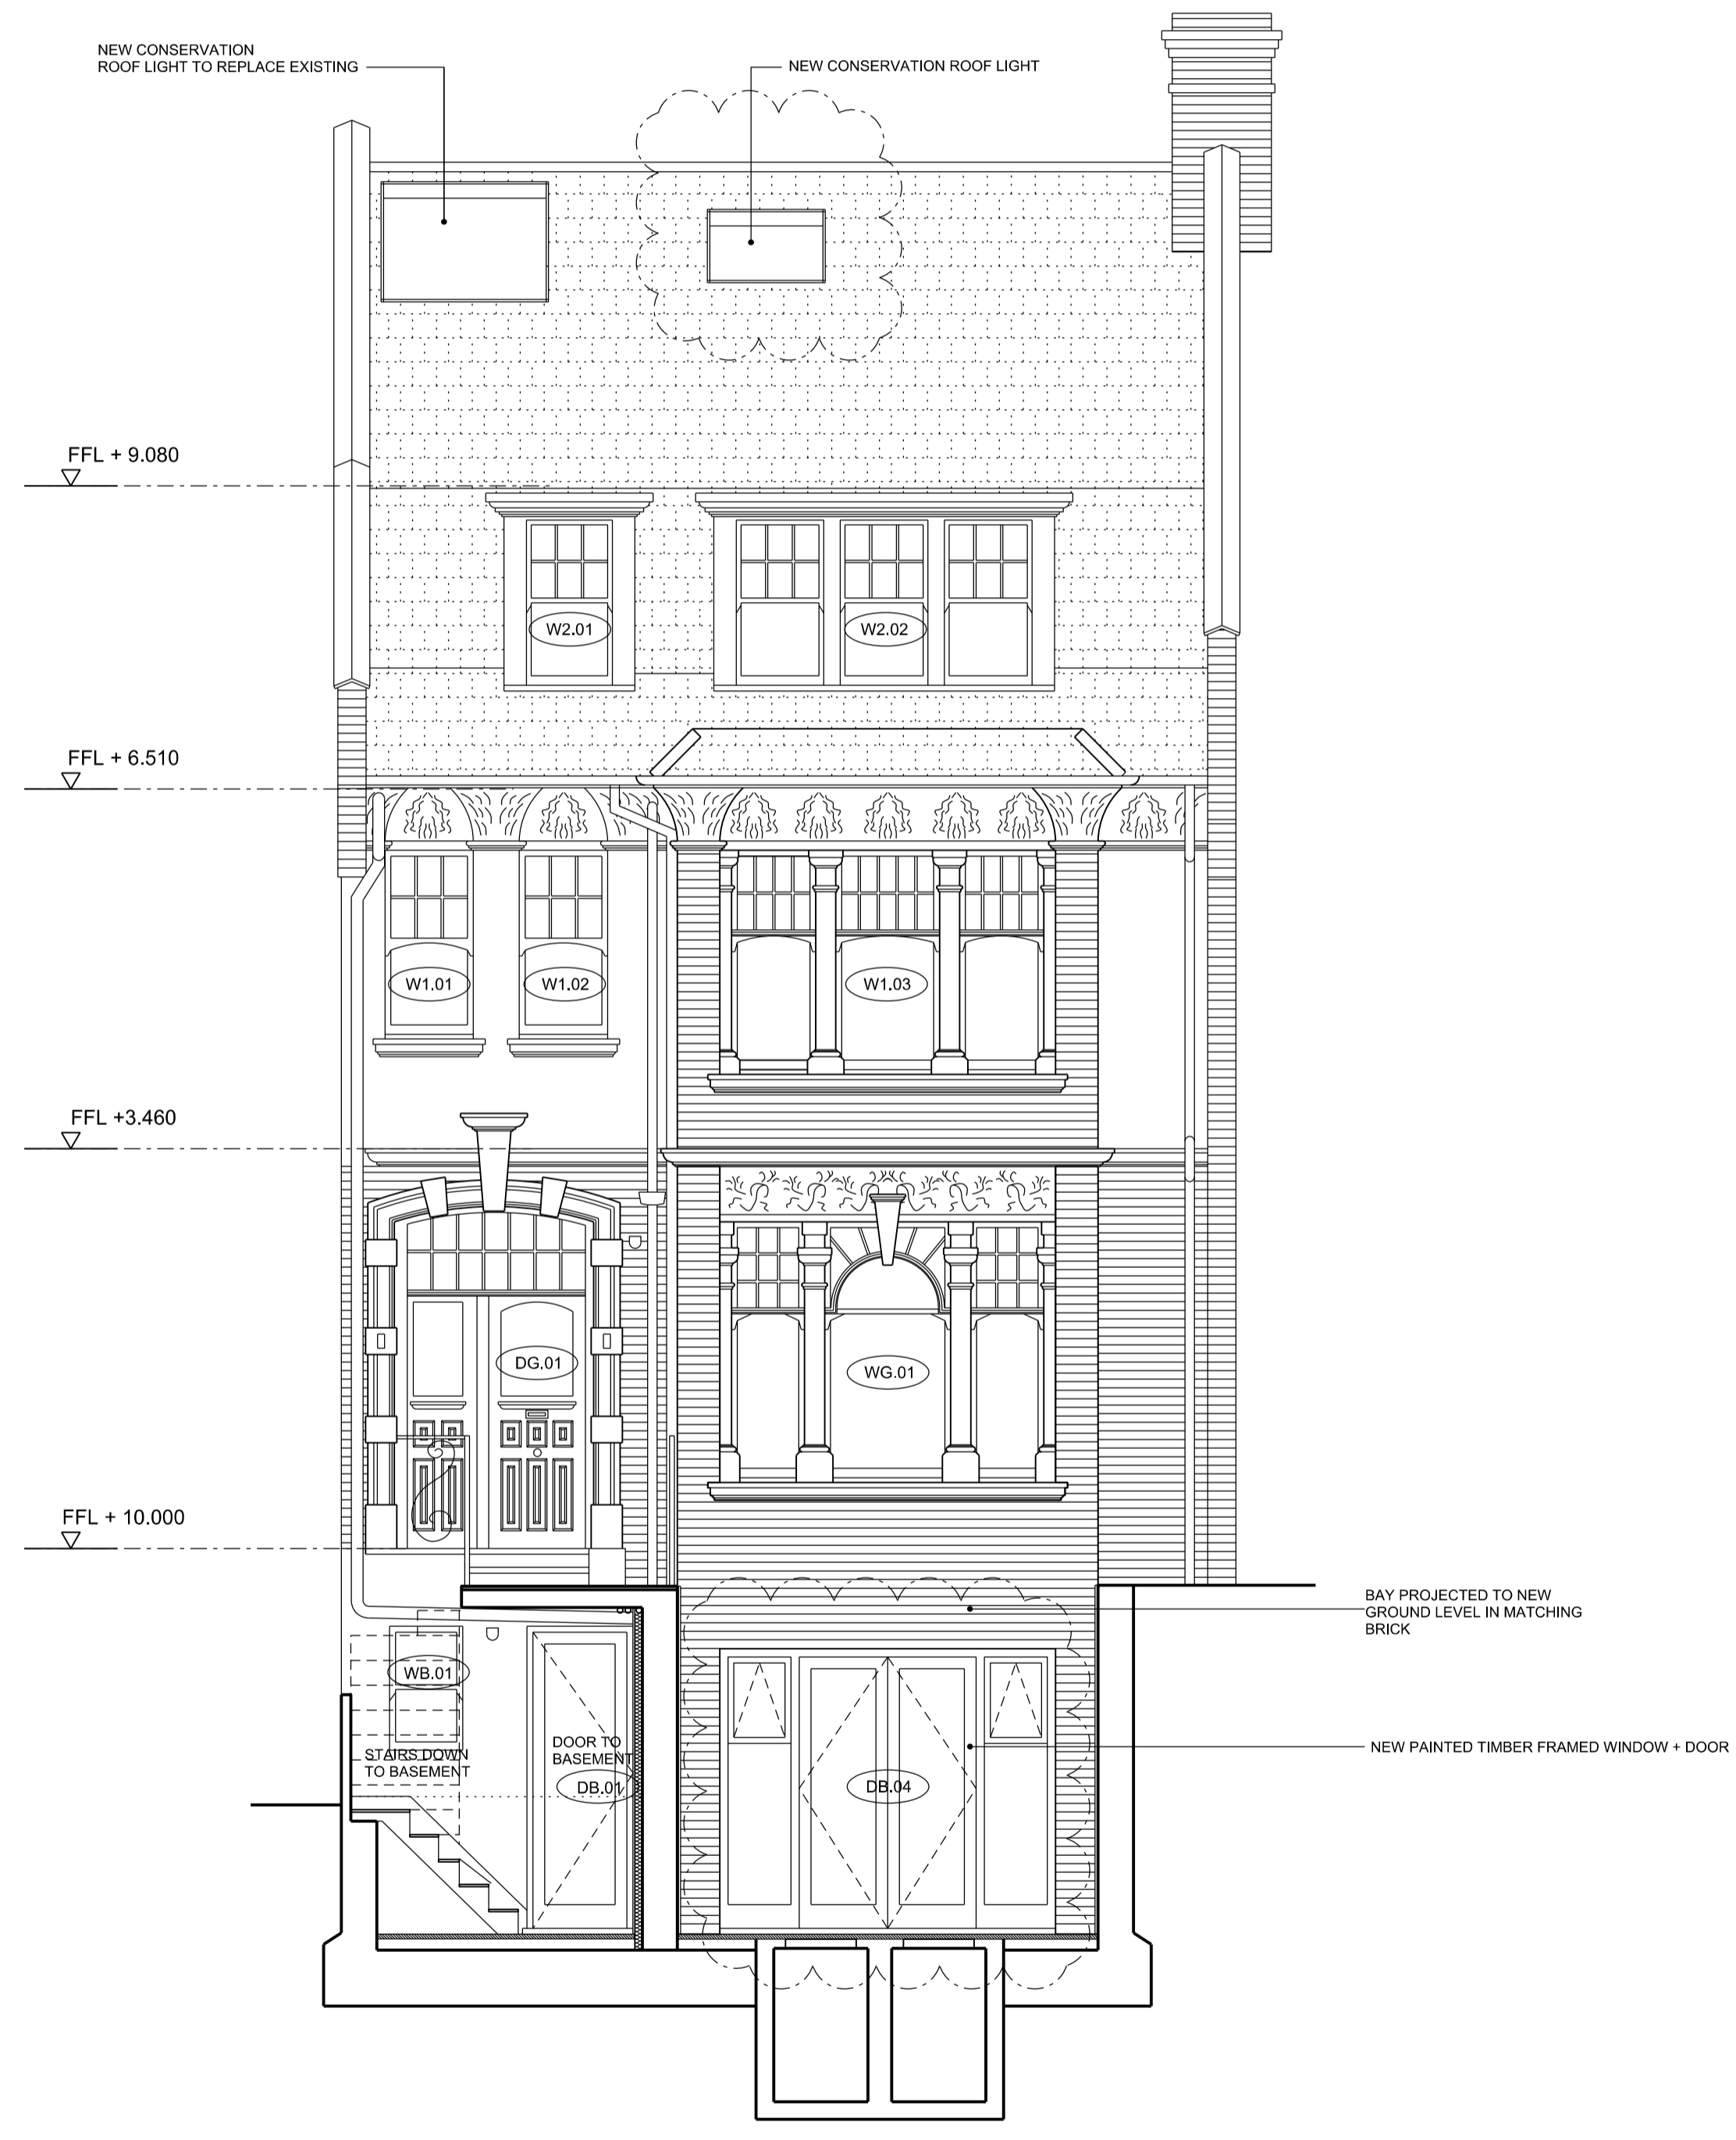 NEW CONSERVATION
ROOF LIGHT TO REPLACE EXISTING
NEW CONSERVATION ROOF LIGHT
FFL + 9.080
W2.01
W2.02
FFL + 6.510
W1.01
W1.02
W1.03
FFL +3.460
DG.01
WG.01
FFL + 10.000
BAY PROJECTED TO NEW
GROUND LEVEL IN MATCHING
BRICK
WB.01
STAIRS DOWN
TO BASEMENT
DOOR TO
BASEMENT
DB.01
DB.04
NEW PAINTED TIMBER FRAMED WINDOW + DOOR